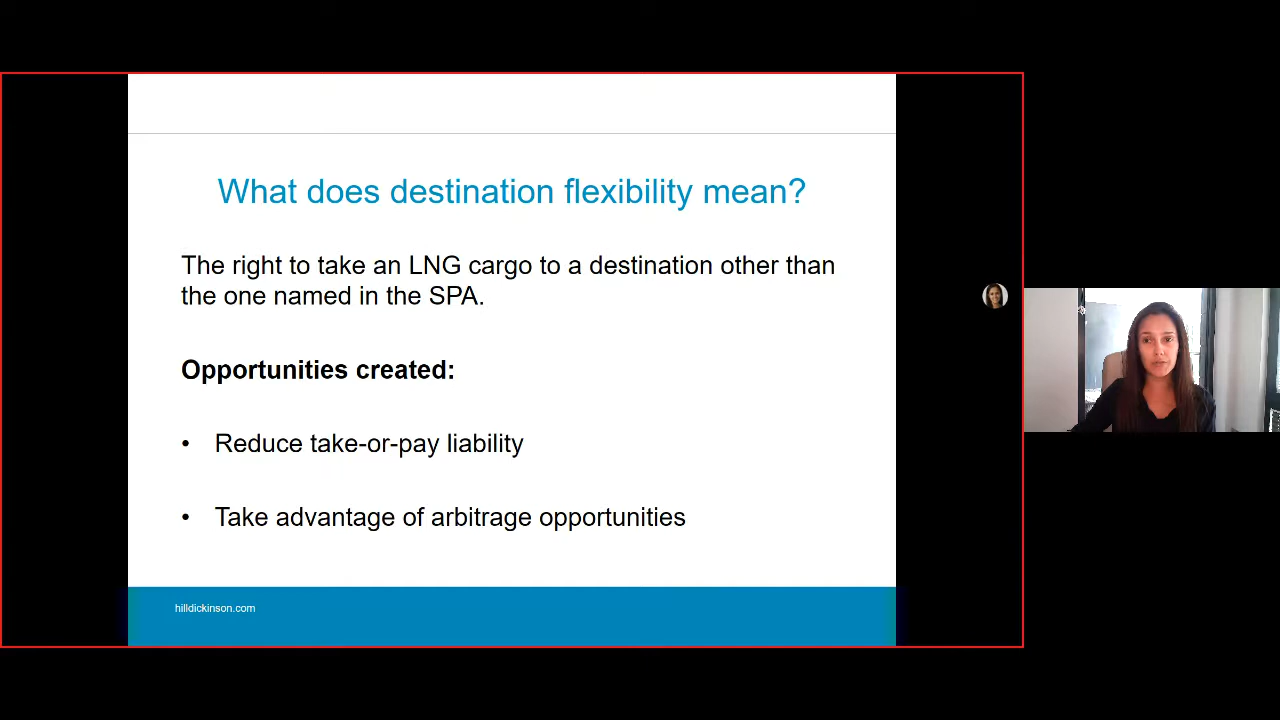 What does destination flexibility mean?
The right to take an LNG cargo to a destination other than
the one named in the SPA.
Opportunities created:
• Reduce take-or-pay liability
• Take advantage of arbitrage opportunities
hilldickinson.com